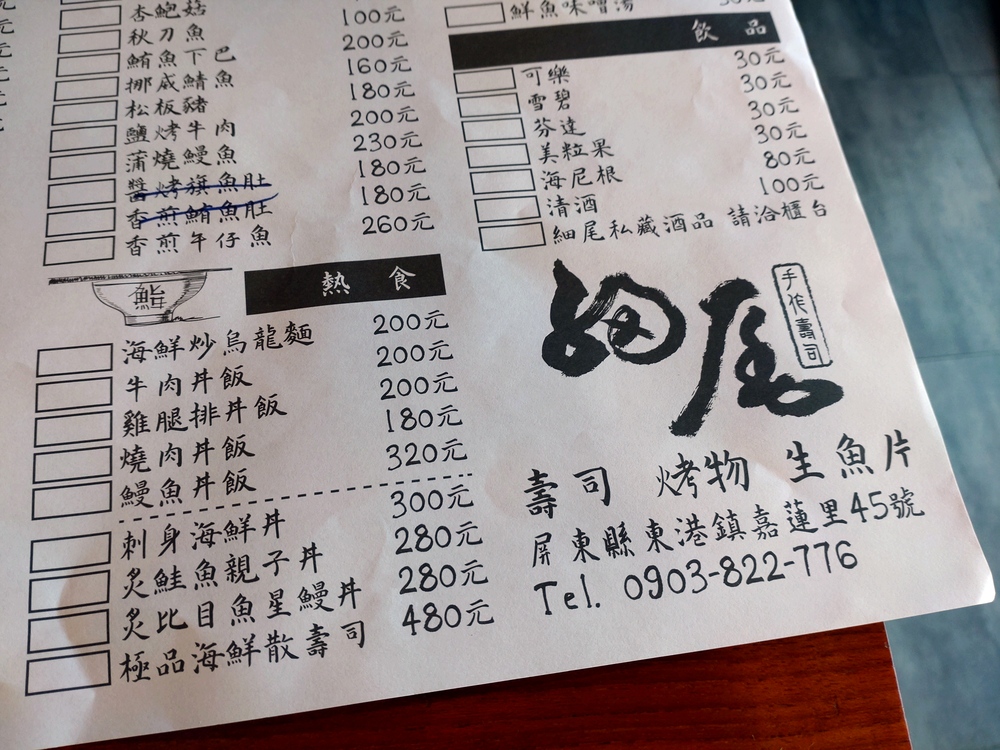 杏鮑菇
秋刀魚 100元
鮪魚下巴 200元
挪威鯖魚 160元
松板豬 180元
鹽烤牛肉 200元
蒲燒鰻魚 230元
醬烤旗魚肚 180元
香煎鮪魚肚 180元
香煎午仔魚 260元
鮨
熱食
海鮮炒烏龍麵 200元
牛肉丼飯 200元
雞腿排丼飯 200元
燒肉丼飯 180元
鰻魚丼飯 320元
刺身海鮮丼 300元
炙鮭魚親子丼 280元
炙比目魚星鰻丼 280元
極品海鮮散壽司 480元
鮮魚味噌湯
飲品
可樂 30元
雪碧 30元
芬達 30元
美粒果 30元
海尼根 80元
清酒 100元
細尾私藏酒品 請洽櫃台
細尾
手作壽司
壽司 烤物 生魚片
屏東縣東港鎮嘉蓮里45號
Tel. 0903-822-776